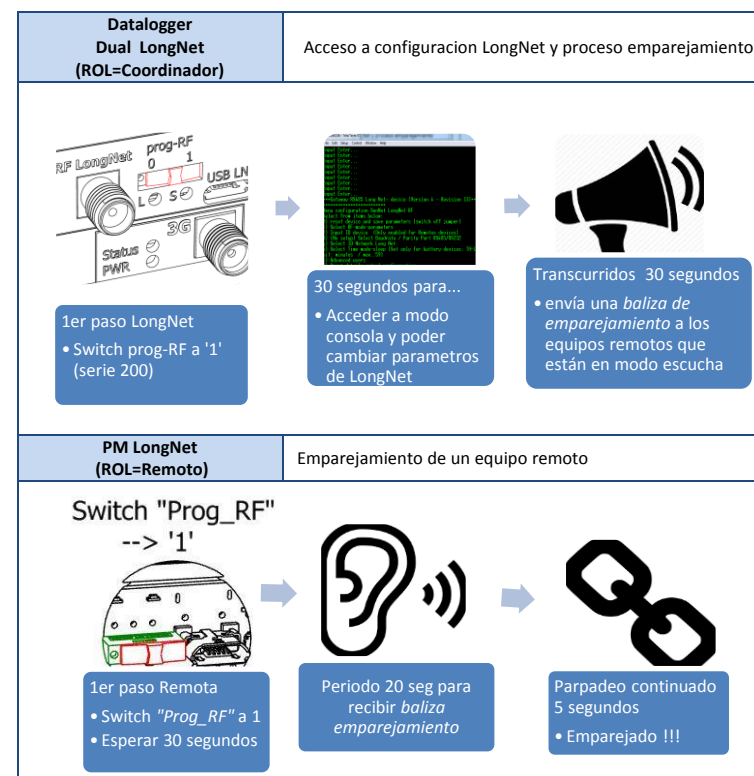 Datalogger
Dual LongNet
(ROL=Coordinador)
Acceso a configuracion LongNet y proceso emparejamiento
RF LongNet
prog-RF
0 1
L S
USB LN
3G
Status
PWR
1er paso LongNet
• Switch prog-RF a '1'
(serie 200)
30 segundos para...
• Acceder a modo
consola y poder
cambiar parametros
de LongNet
Transcurridos 30 segundos
• envía una baliza de
emparejamiento a los
equipos remotos que
están en modo escucha
PM LongNet
(ROL=Remoto)
Emparejamiento de un equipo remoto
Switch "Prog_RF"
--> '1'
1er paso Remota
• Switch "Prog_RF" a 1
• Esperar 30 segundos
Periodo 20 seg para
recibir baliza
emparejamiento
Parpadeo continuado
5 segundos
• Emparejado !!!